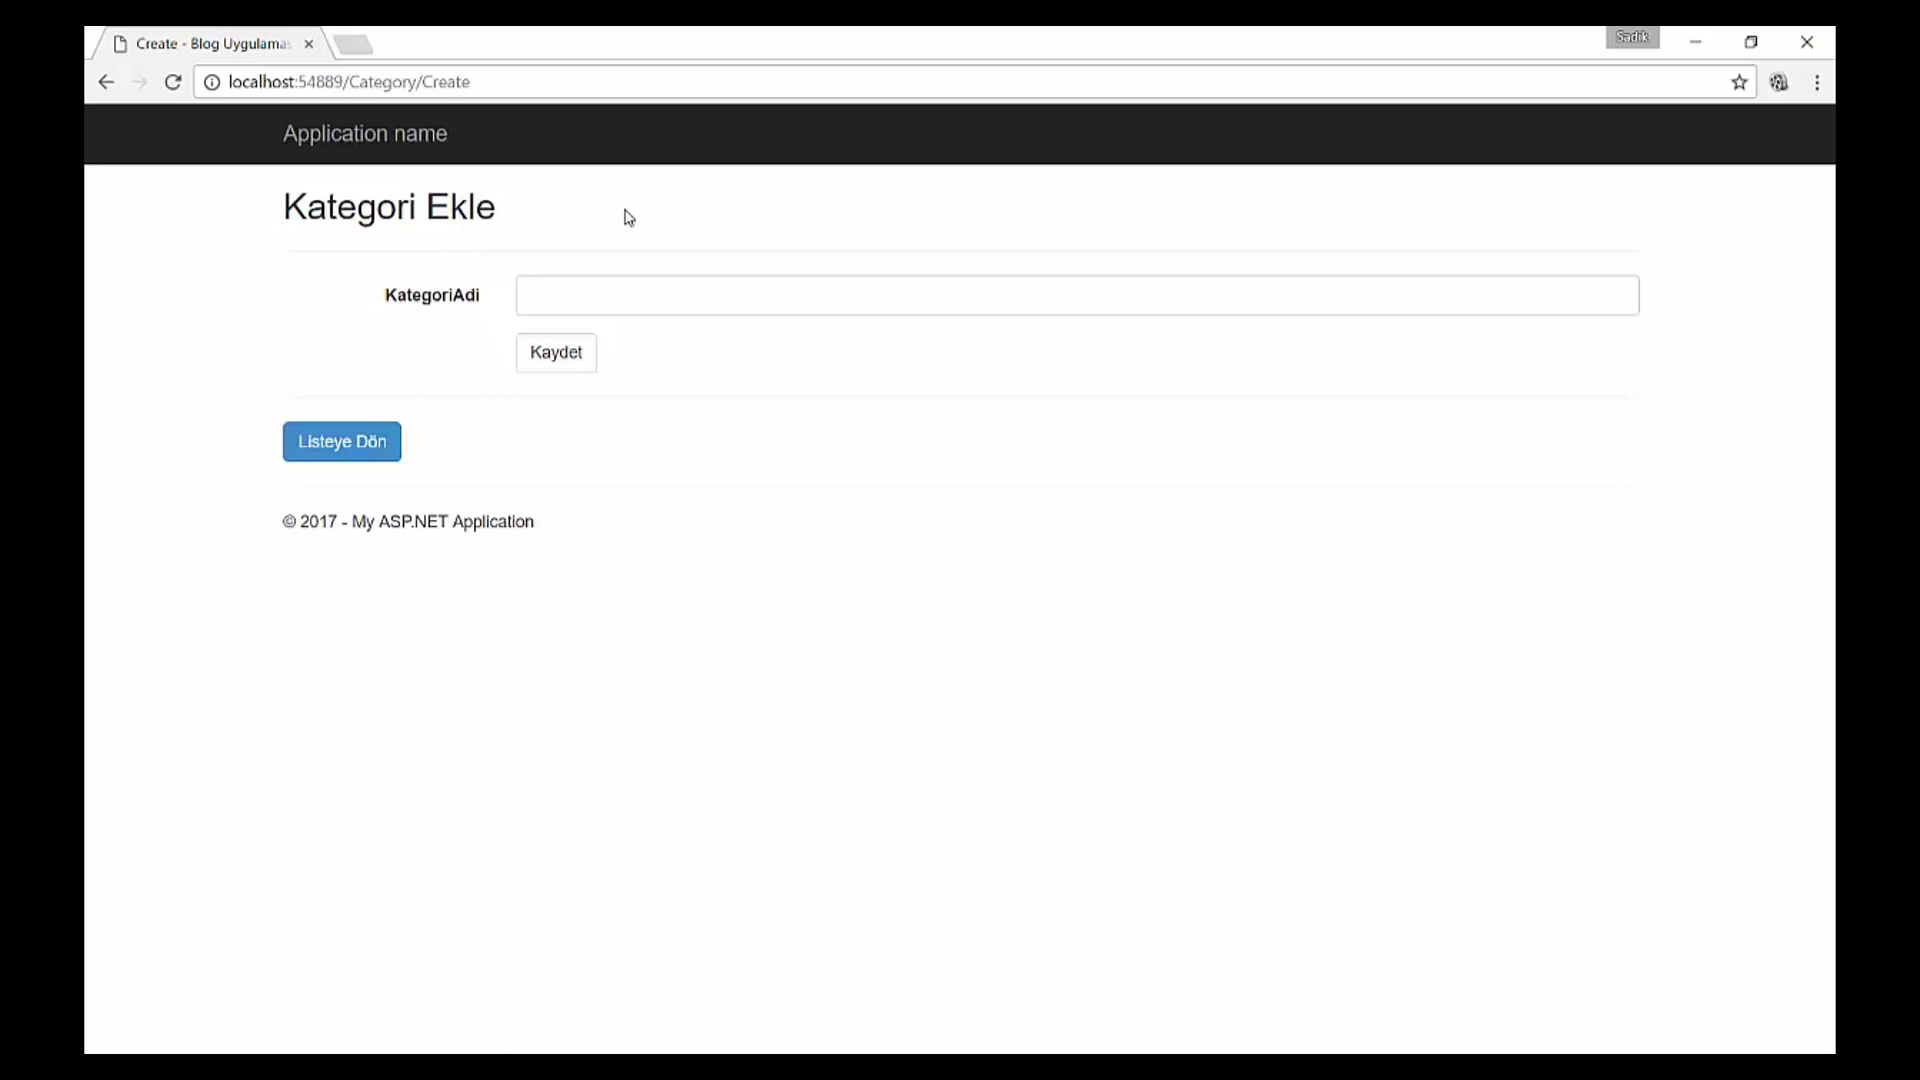 Create - Blog Uygulamas
Sadik
localhost:54889/Category/Create
Application name
Kategori Ekle
KategoriAdi
Kaydet
Listeye Dön
© 2017 - My ASP.NET Application